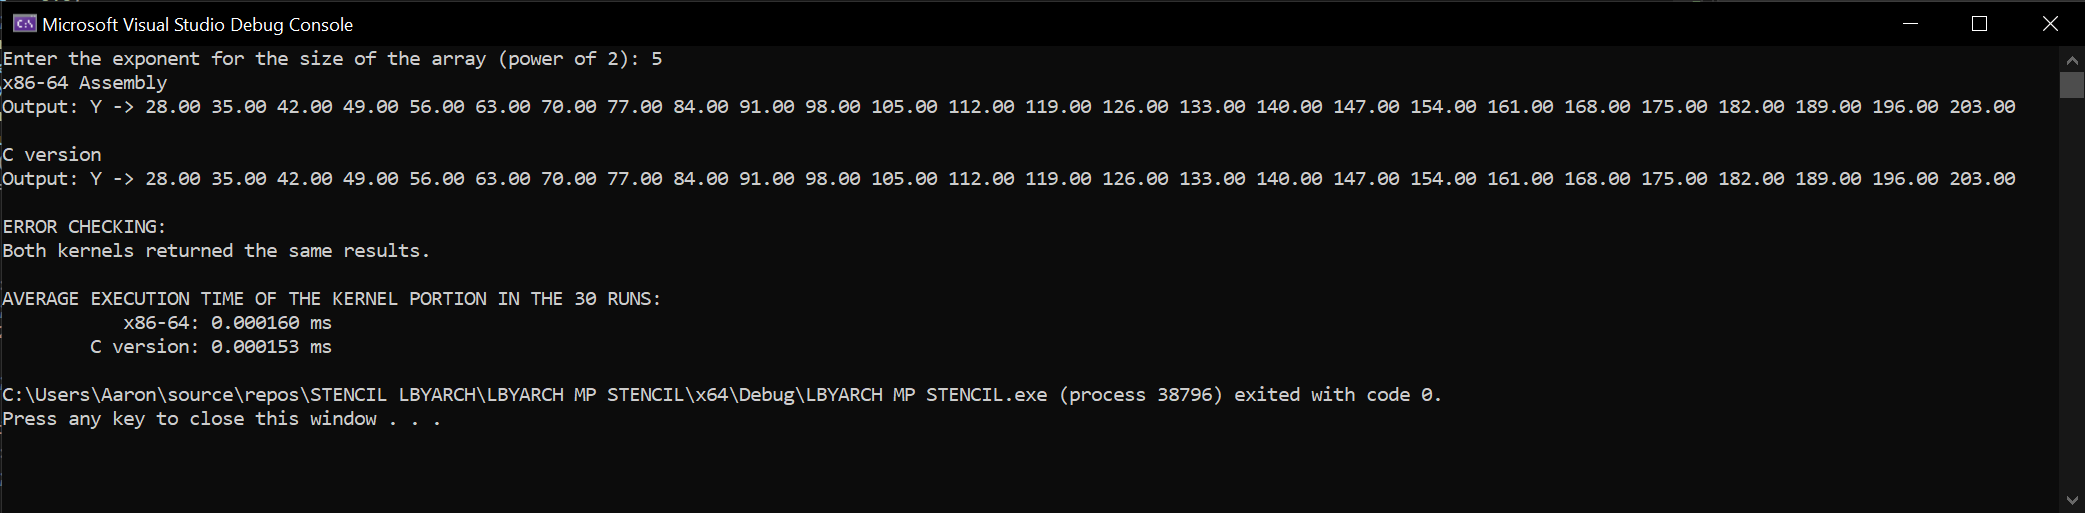 Microsoft Visual Studio Debug Console
Enter the exponent for the size of the array (power of 2): 5
x86-64 Assembly
Output: Y -> 28.00 35.00 42.00 49.00 56.00 63.00 70.00 77.00 84.00 91.00 98.00 105.00 112.00 119.00 126.00 133.00 140.00 147.00 154.00 161.00 168.00 175.00 182.00 189.00 196.00 203.00
C version
Output: Y -> 28.00 35.00 42.00 49.00 56.00 63.00 70.00 77.00 84.00 91.00 98.00 105.00 112.00 119.00 126.00 133.00 140.00 147.00 154.00 161.00 168.00 175.00 182.00 189.00 196.00 203.00
ERROR CHECKING:
Both kernels returned the same results.
AVERAGE EXECUTION TIME OF THE KERNEL PORTION IN THE 30 RUNS:
x86-64: 0.000160 ms
C version: 0.000153 ms
C:\Users\Aaron\source\repos\STENCIL LBYARCH\LBYARCH MP STENCIL\x64\Debug\LBYARCH MP STENCIL.exe (process 38796) exited with code 0.
Press any key to close this window . . .